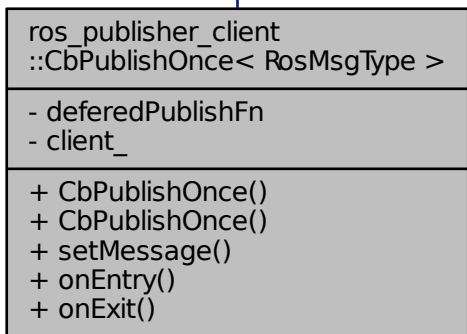 ros_publisher_client
::CbPublishOnce< RosMsgType >
- deferedPublishFn
- client_
+ CbPublishOnce()
+ CbPublishOnce()
+ setMessage()
+ onEntry()
+ onExit()